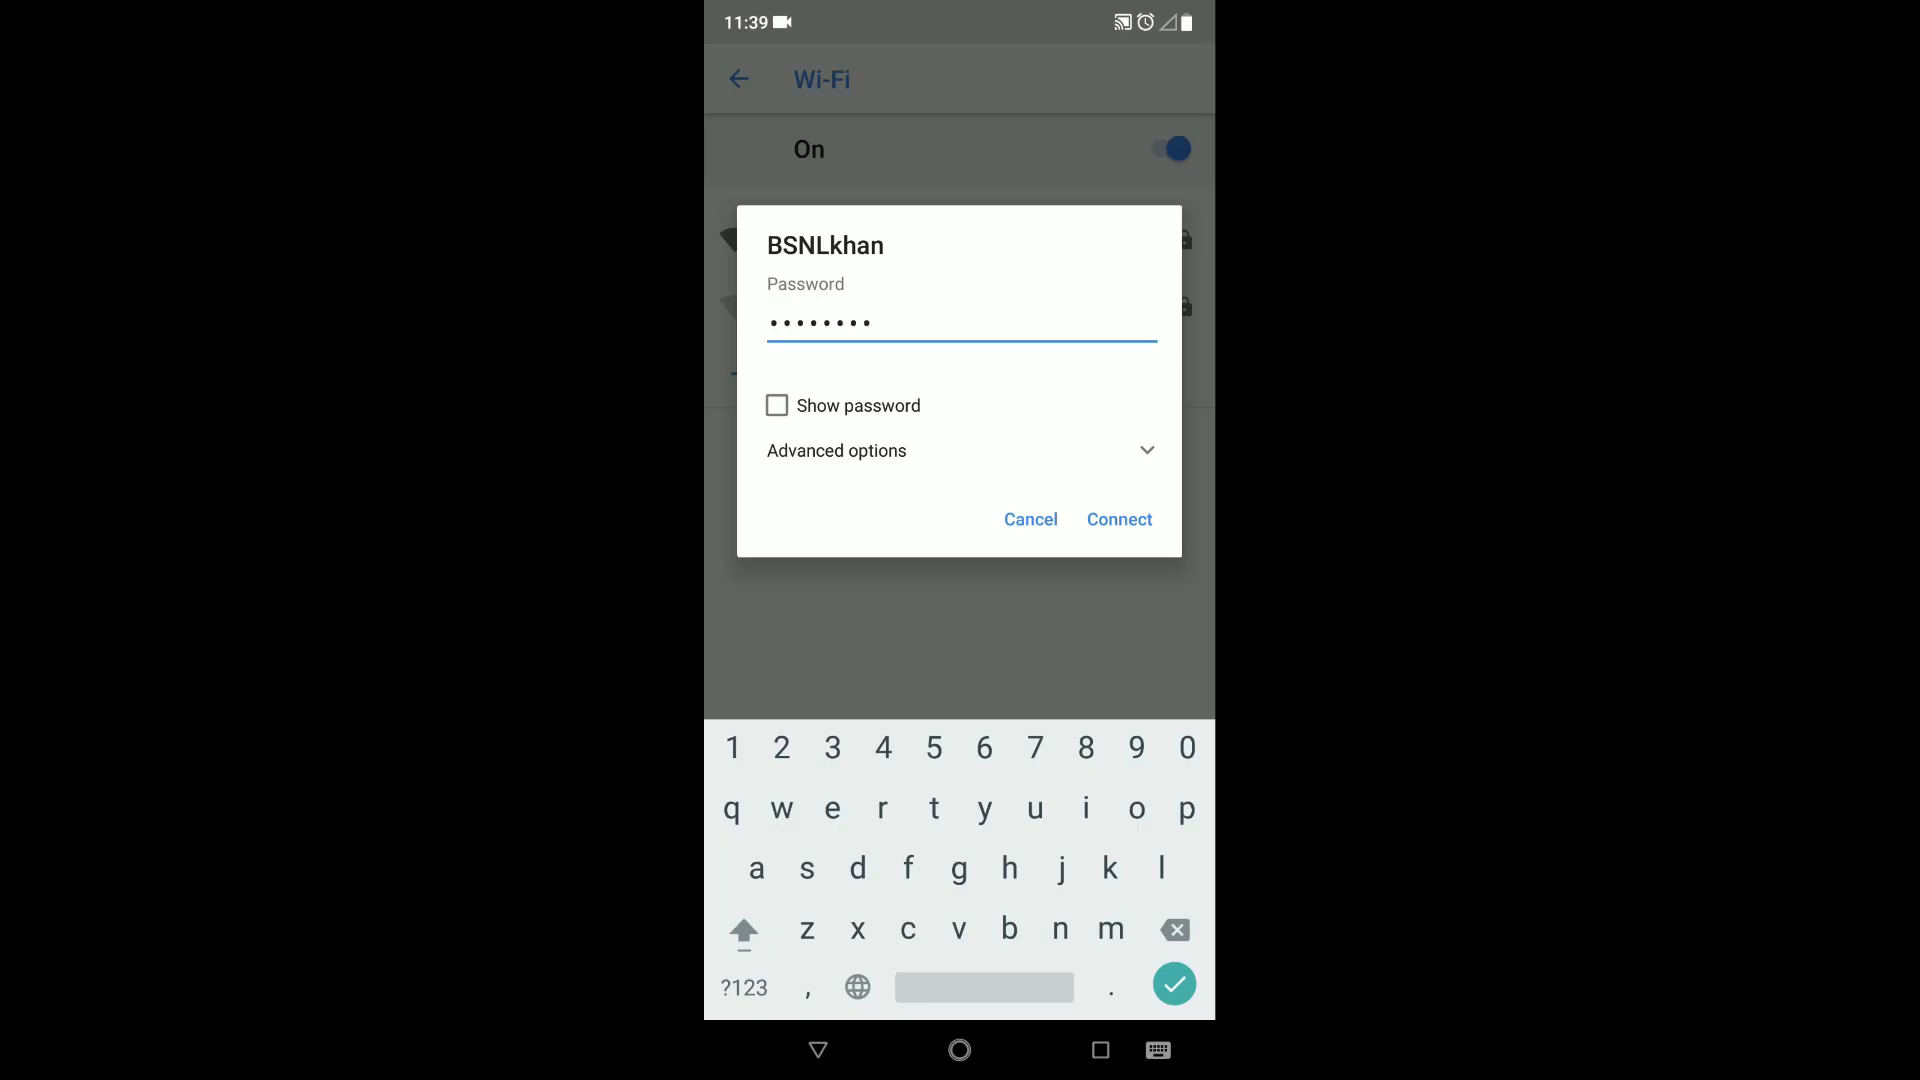 11:39
Wi-Fi
On
BSNLkhan
Password
••••••••
Show password
Advanced options
Cancel Connect
1 2 3 4 5 6 7 8 9 0
q w e r t y u i o p
a s d f g h j k l
z x c v b n m
?123 , .